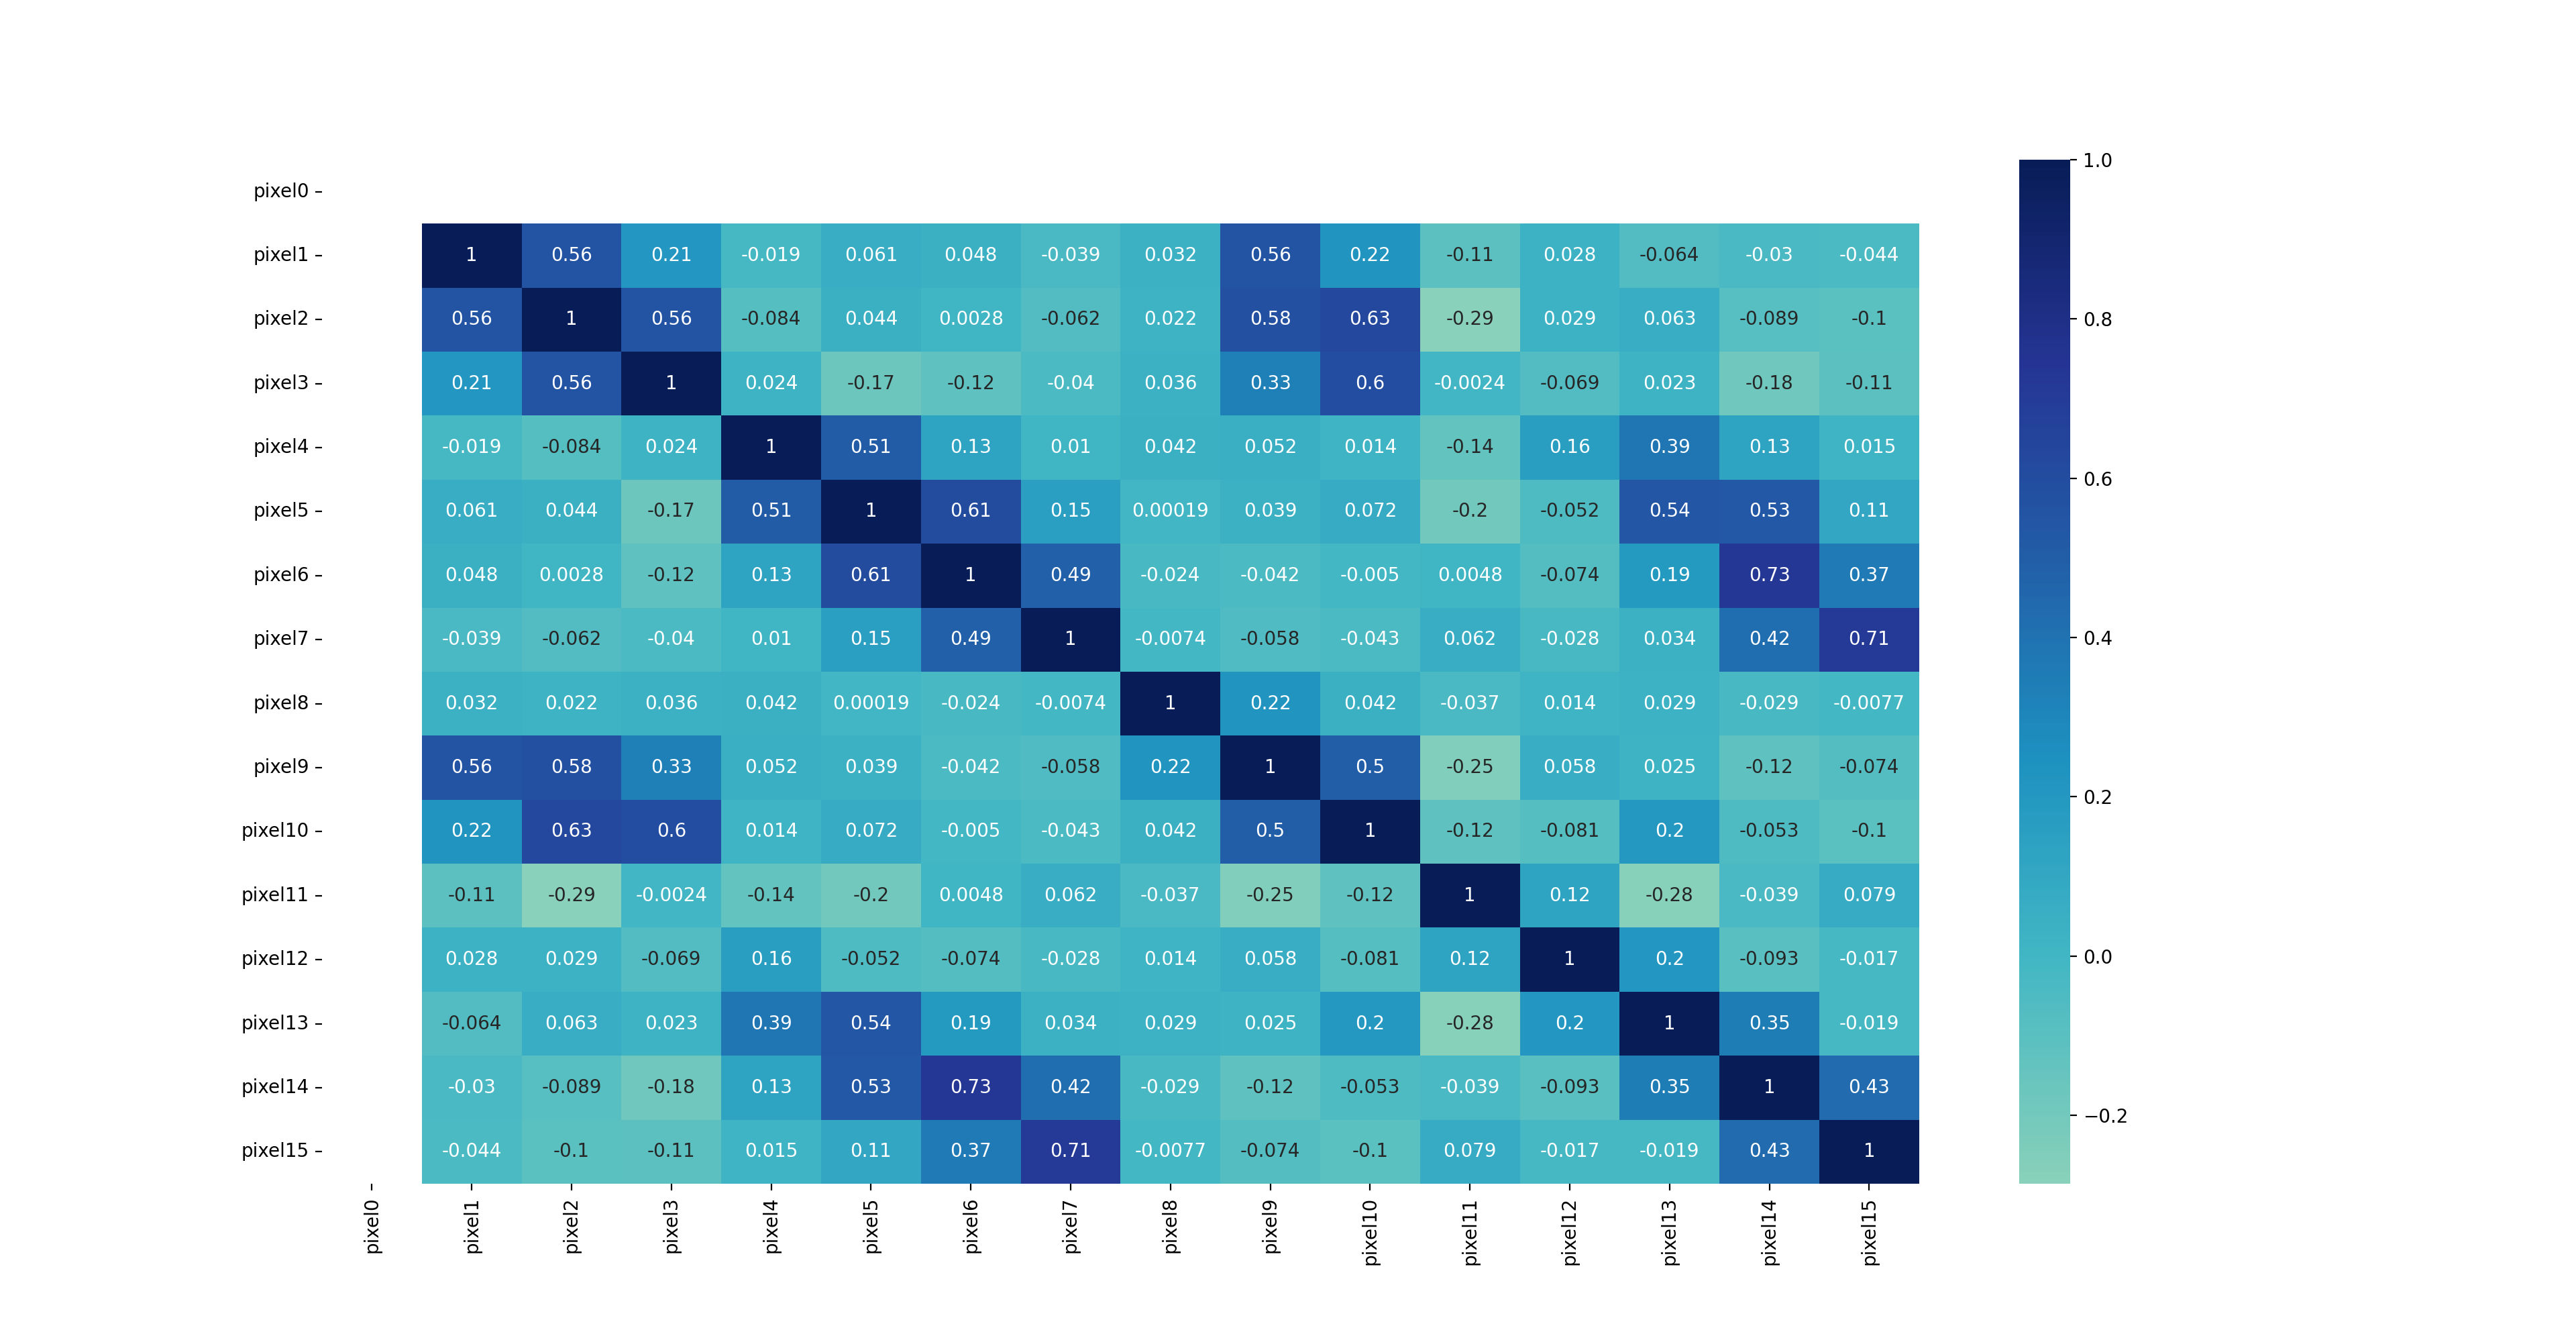 pixel0
pixel1 1 0.56 0.21 -0.019 0.061 0.048 -0.039 0.032 0.56 0.22 -0.11 0.028 -0.064 -0.03 -0.044
pixel2 0.56 1 0.56 -0.084 0.044 0.0028 -0.062 0.022 0.58 0.63 -0.29 0.029 0.063 -0.089 -0.1
pixel3 0.21 0.56 1 0.024 -0.17 -0.12 -0.04 0.036 0.33 0.6 -0.0024 -0.069 0.023 -0.18 -0.11
pixel4 -0.019 -0.084 0.024 1 0.51 0.13 0.01 0.042 0.052 0.014 -0.14 0.16 0.39 0.13 0.015
pixel5 0.061 0.044 -0.17 0.51 1 0.61 0.15 0.00019 0.039 0.072 -0.2 -0.052 0.54 0.53 0.11
pixel6 0.048 0.0028 -0.12 0.13 0.61 1 0.49 -0.024 -0.042 -0.005 0.0048 -0.074 0.19 0.73 0.37
pixel7 -0.039 -0.062 -0.04 0.01 0.15 0.49 1 -0.0074 -0.058 -0.043 0.062 -0.028 0.034 0.42 0.71
pixel8 0.032 0.022 0.036 0.042 0.00019 -0.024 -0.0074 1 0.22 0.042 -0.037 0.014 0.029 -0.029 -0.0077
pixel9 0.56 0.58 0.33 0.052 0.039 -0.042 -0.058 0.22 1 0.5 -0.25 0.058 0.025 -0.12 -0.074
pixel10 0.22 0.63 0.6 0.014 0.072 -0.005 -0.043 0.042 0.5 1 -0.12 -0.081 0.2 -0.053 -0.1
pixel11 -0.11 -0.29 -0.0024 -0.14 -0.2 0.0048 0.062 -0.037 -0.25 -0.12 1 0.12 -0.28 -0.039 0.079
pixel12 0.028 0.029 -0.069 0.16 -0.052 -0.074 -0.028 0.014 0.058 -0.081 0.12 1 0.2 -0.093 -0.017
pixel13 -0.064 0.063 0.023 0.39 0.54 0.19 0.034 0.029 0.025 0.2 -0.28 0.2 1 0.35 -0.019
pixel14 -0.03 -0.089 -0.18 0.13 0.53 0.73 0.42 -0.029 -0.12 -0.053 -0.039 -0.093 0.35 1 0.43
pixel15 -0.044 -0.1 -0.11 0.015 0.11 0.37 0.71 -0.0077 -0.074 -0.1 0.079 -0.017 -0.019 0.43 1
pixel0 pixel1 pixel2 pixel3 pixel4 pixel5 pixel6 pixel7 pixel8 pixel9 pixel10 pixel11 pixel12 pixel13 pixel14 pixel15
1.0
0.8
0.6
0.4
0.2
0.0
−0.2